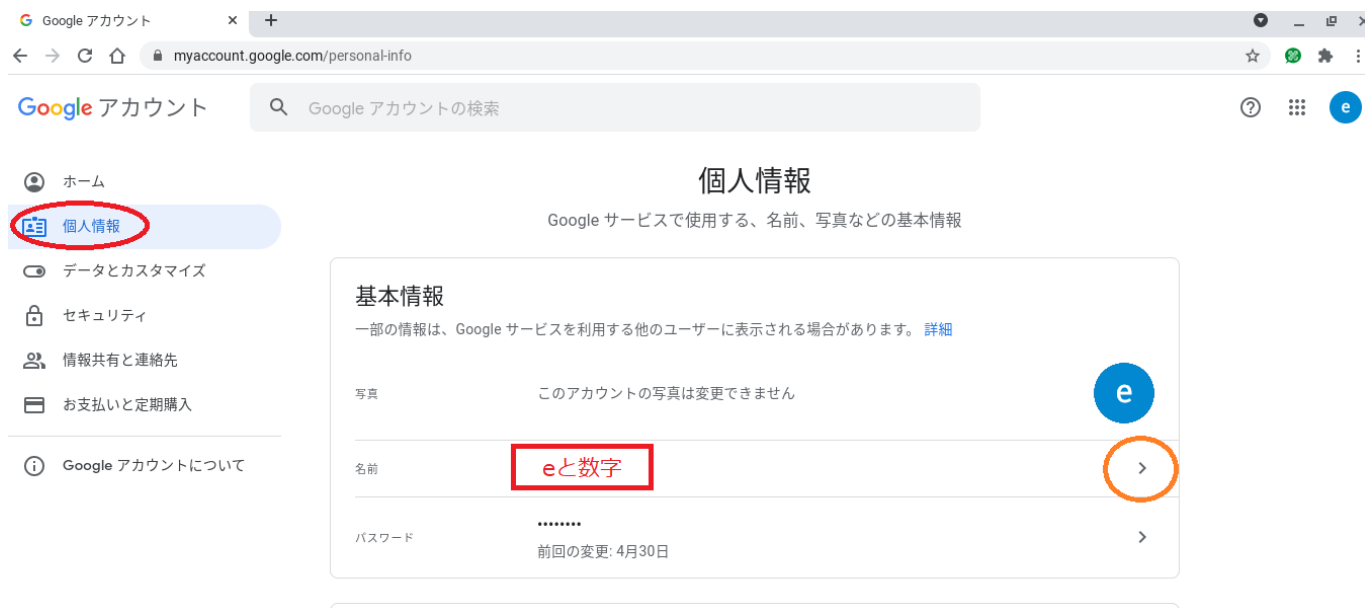 G Google アカウント × +
myaccount.google.com/personal-info
Google アカウント
Google アカウントの検索
e
ホーム
個人情報
データとカスタマイズ
セキュリティ
情報共有と連絡先
お支払いと定期購入
Google アカウントについて
個人情報
Google サービスで使用する、名前、写真などの基本情報
基本情報
一部の情報は、Google サービスを利用する他のユーザーに表示される場合があります。 詳細
写真 このアカウントの写真は変更できません e
名前 eと数字
パスワード ••••••••
前回の変更: 4月30日